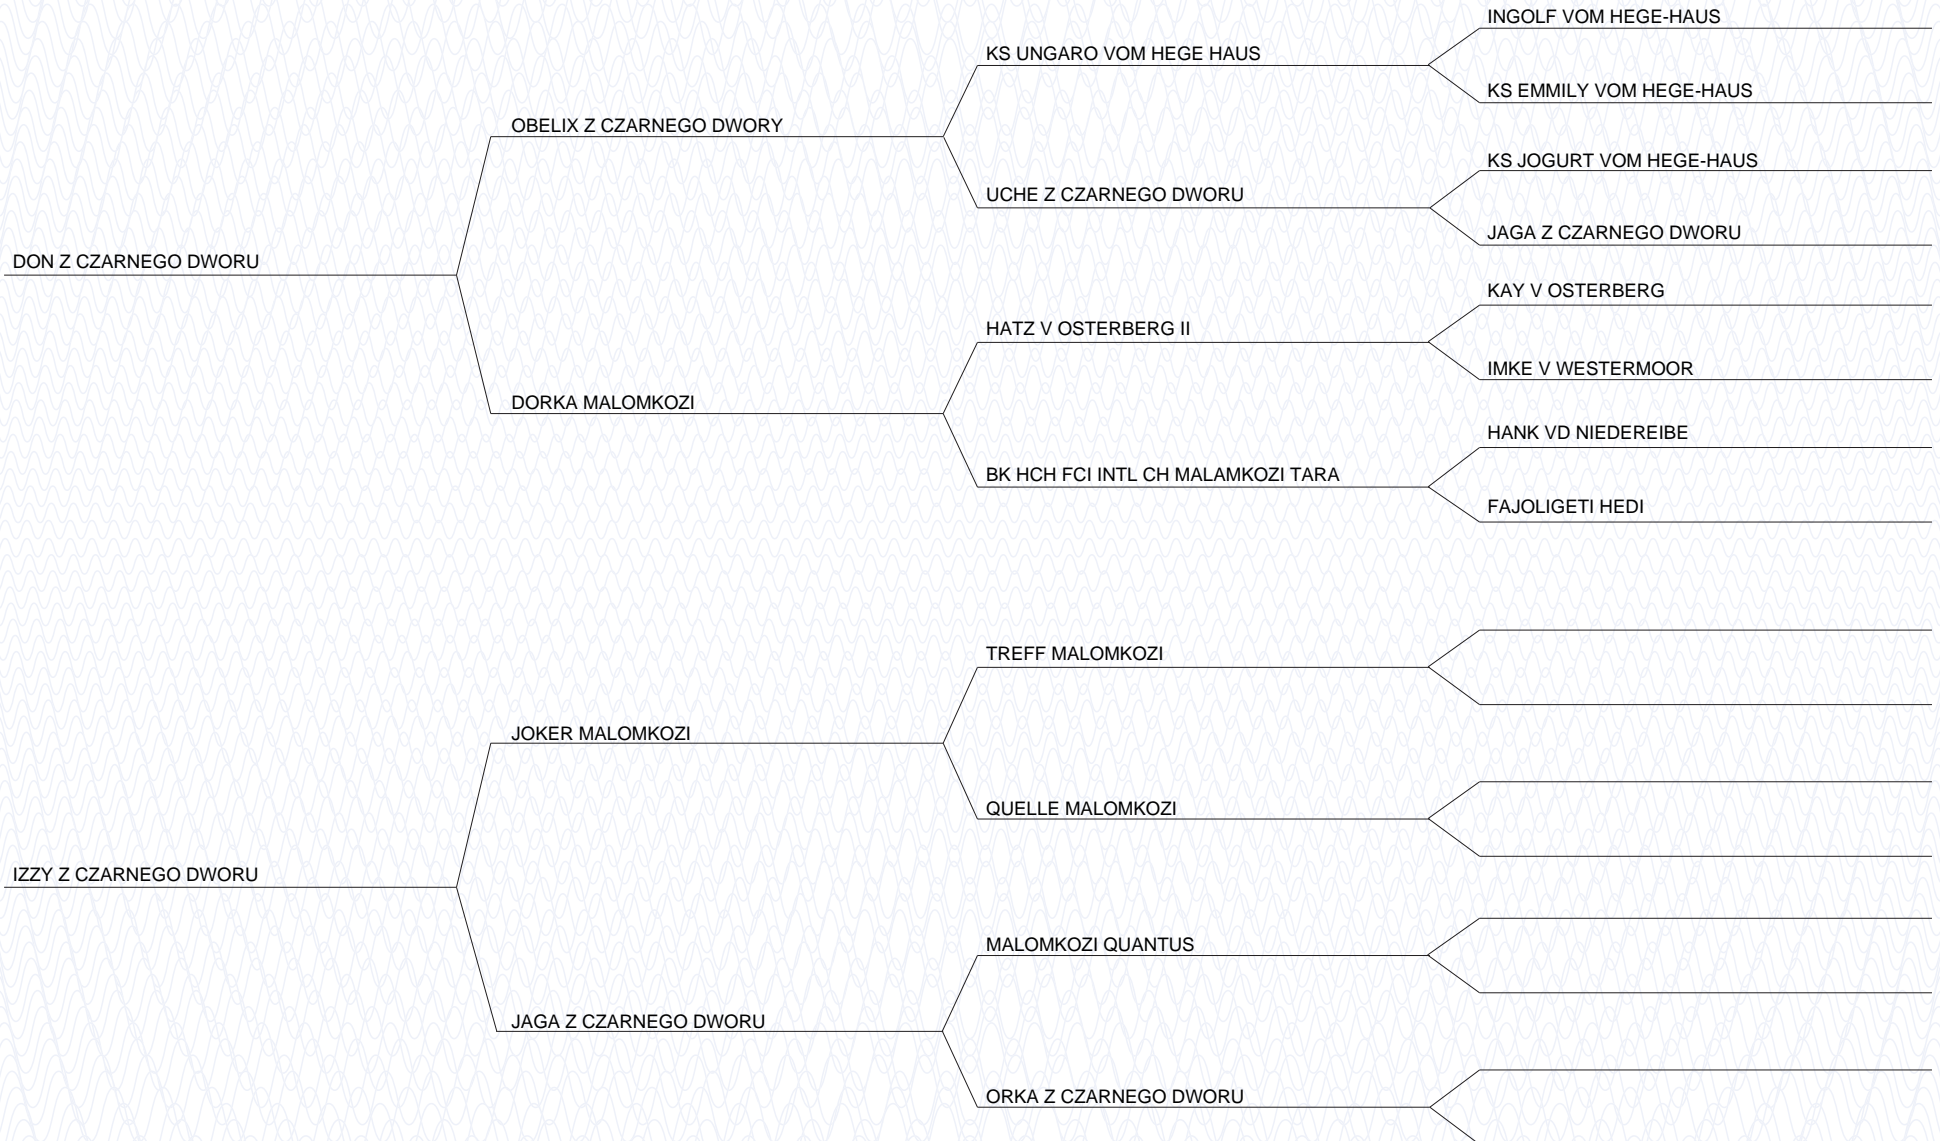 INGOLF VOM HEGE-HAUS
KS UNGARO VOM HEGE HAUS
KS EMMILY VOM HEGE-HAUS
OBELIX Z CZARNEGO DWORY
KS JOGURT VOM HEGE-HAUS
UCHE Z CZARNEGO DWORU
JAGA Z CZARNEGO DWORU
DON Z CZARNEGO DWORU
KAY V OSTERBERG
HATZ V OSTERBERG II
IMKE V WESTERMOOR
DORKA MALOMKOZI
HANK VD NIEDEREIBE
BK HCH FCI INTL CH MALAMKOZI TARA
FAJOLIGETI HEDI
TREFF MALOMKOZI
JOKER MALOMKOZI
QUELLE MALOMKOZI
IZZY Z CZARNEGO DWORU
MALOMKOZI QUANTUS
JAGA Z CZARNEGO DWORU
ORKA Z CZARNEGO DWORU